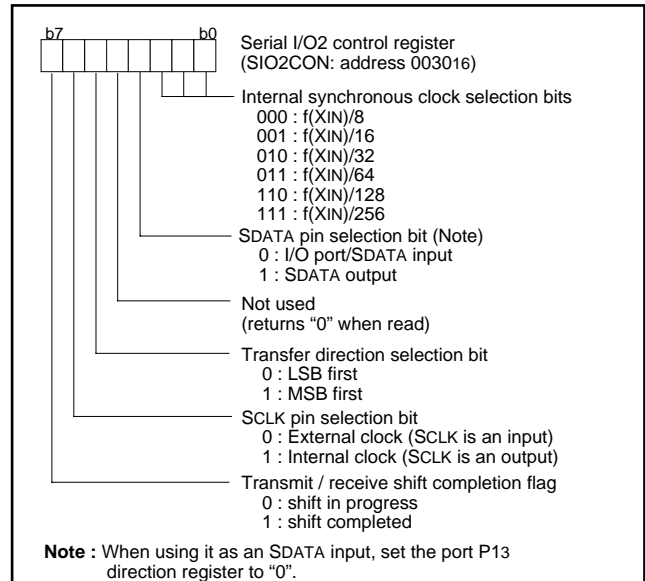 b7 b0
Serial I/O2 control register
(SIO2CON: address 003016)
Internal synchronous clock selection bits
000 : f(XIN)/8
001 : f(XIN)/16
010 : f(XIN)/32
011 : f(XIN)/64
110 : f(XIN)/128
111 : f(XIN)/256
SDATA pin selection bit (Note)
0 : I/O port/SDATA input
1 : SDATA output
Not used
(returns “0” when read)
Transfer direction selection bit
0 : LSB first
1 : MSB first
SCLK pin selection bit
0 : External clock (SCLK is an input)
1 : Internal clock (SCLK is an output)
Transmit / receive shift completion flag
0 : shift in progress
1 : shift completed
Note : When using it as an SDATA input, set the port P13
direction register to “0”.